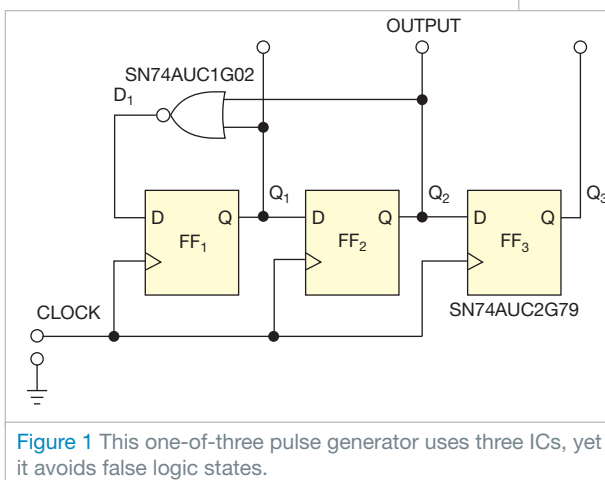 OUTPUT
SN74AUC1G02
D1
Q1
Q2
Q3
D Q
FF1
D Q
FF2
D Q
FF3
SN74AUC2G79
CLOCK
Figure 1 This one-of-three pulse generator uses three ICs, yet
it avoids false logic states.